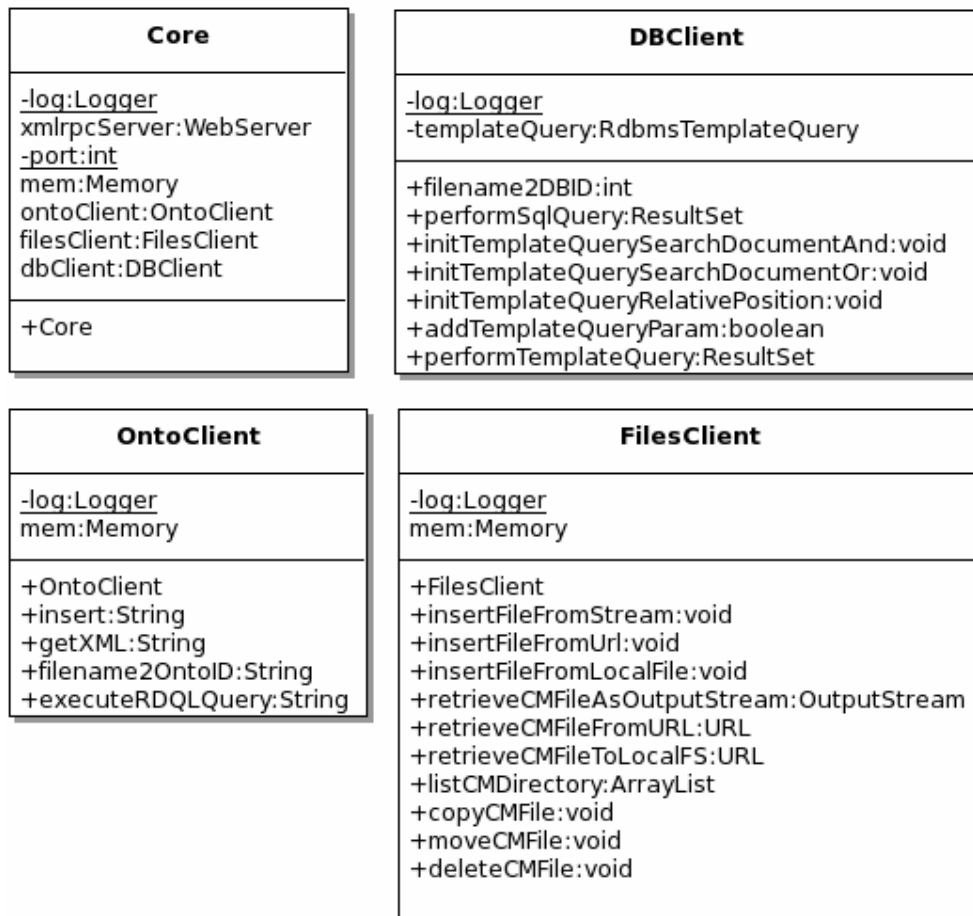 Core
-log:Logger
xmlrpcServer:WebServer
-port:int
mem:Memory
ontoClient:OntoClient
filesClient:FilesClient
dbClient:DBClient
+Core
DBClient
-log:Logger
-templateQuery:RdbmsTemplateQuery
+filename2DBID:int
+performSqlQuery:ResultSet
+initTemplateQuerySearchDocumentAnd:void
+initTemplateQuerySearchDocumentOr:void
+initTemplateQueryRelativePosition:void
+addTemplateQueryParam:boolean
+performTemplateQuery:ResultSet
OntoClient
-log:Logger
mem:Memory
+OntoClient
+insert:String
+getXML:String
+filename2OntoID:String
+executeRDQLQuery:String
FilesClient
-log:Logger
mem:Memory
+FilesClient
+insertFileFromStream:void
+insertFileFromUrl:void
+insertFileFromLocalFile:void
+retrieveCMFileAsOutputStream:OutputStream
+retrieveCMFileFromURL:URL
+retrieveCMFileToLocalFS:URL
+listCMDirectory:ArrayList
+copyCMFile:void
+moveCMFile:void
+deleteCMFile:void